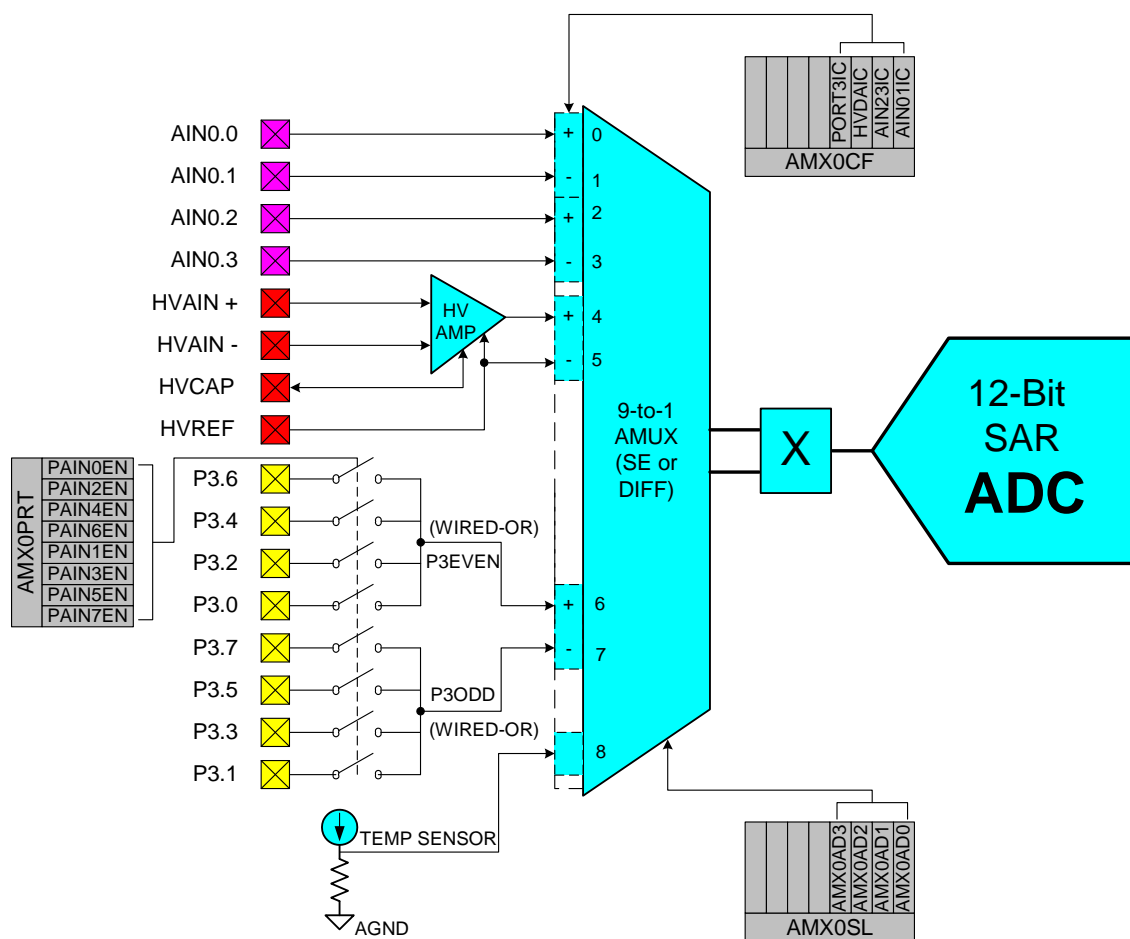 PORT3IC
HVDAIC
AIN23IC
AIN01IC
AMX0CF
AIN0.0
AIN0.1
AIN0.2
AIN0.3
HVAIN +
HVAIN -
HVCAP
HVREF
HV
AMP
+
0
-
1
+
2
-
3
+
4
-
5
9-to-1
AMUX
(SE or
DIFF)
X
12-Bit
SAR
ADC
AMX0PRT
PAIN0EN
PAIN2EN
PAIN4EN
PAIN6EN
PAIN1EN
PAIN3EN
PAIN5EN
PAIN7EN
P3.6
P3.4
P3.2
P3.0
P3.7
P3.5
P3.3
P3.1
(WIRED-OR)
P3EVEN
P3ODD
(WIRED-OR)
+
6
-
7
8
TEMP SENSOR
AGND
AMX0AD3
AMX0AD2
AMX0AD1
AMX0AD0
AMX0SL